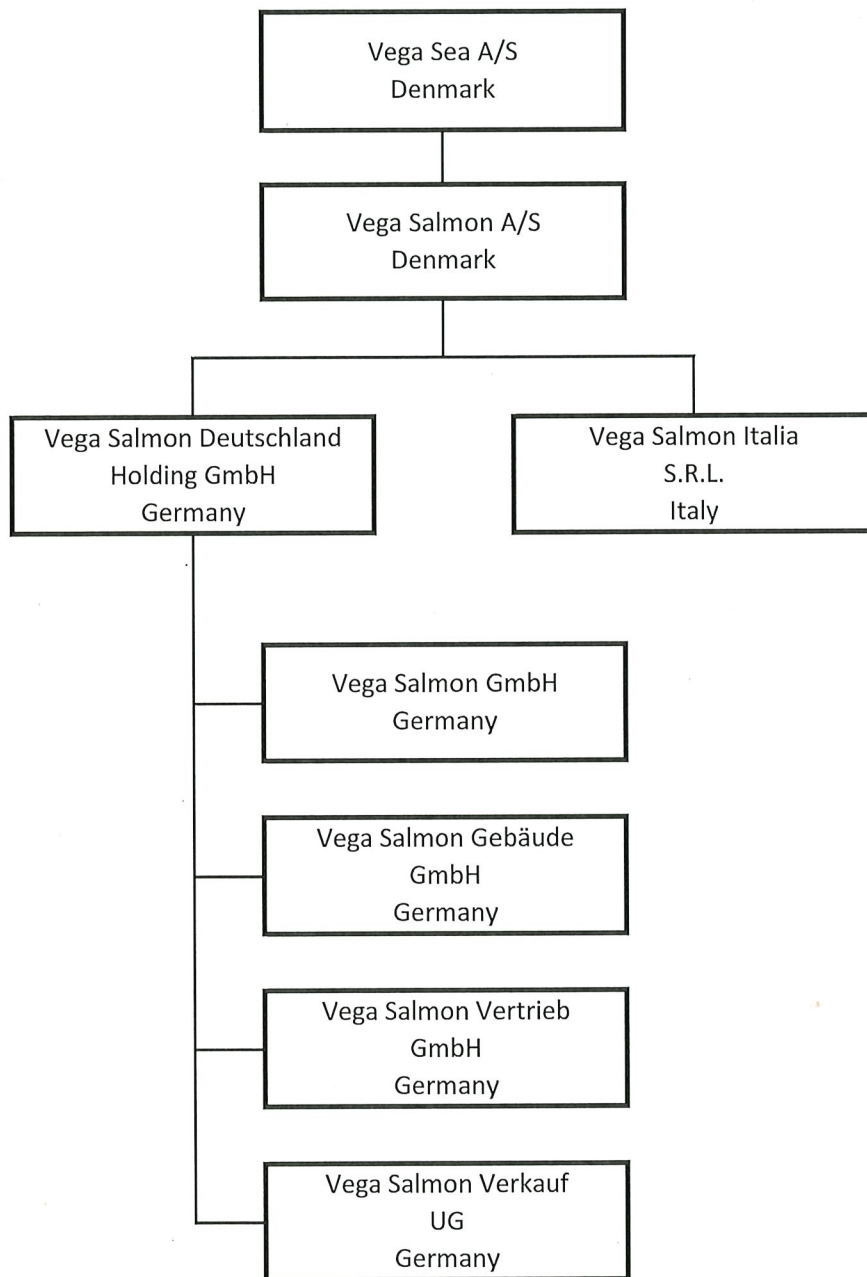 Vega Sea A/S
Denmark
Vega Salmon A/S
Denmark
Vega Salmon Deutschland
Holding GmbH
Germany
Vega Salmon Italia
S.R.L.
Italy
Vega Salmon GmbH
Germany
Vega Salmon Gebäude
GmbH
Germany
Vega Salmon Vertrieb
GmbH
Germany
Vega Salmon Verkauf
UG
Germany